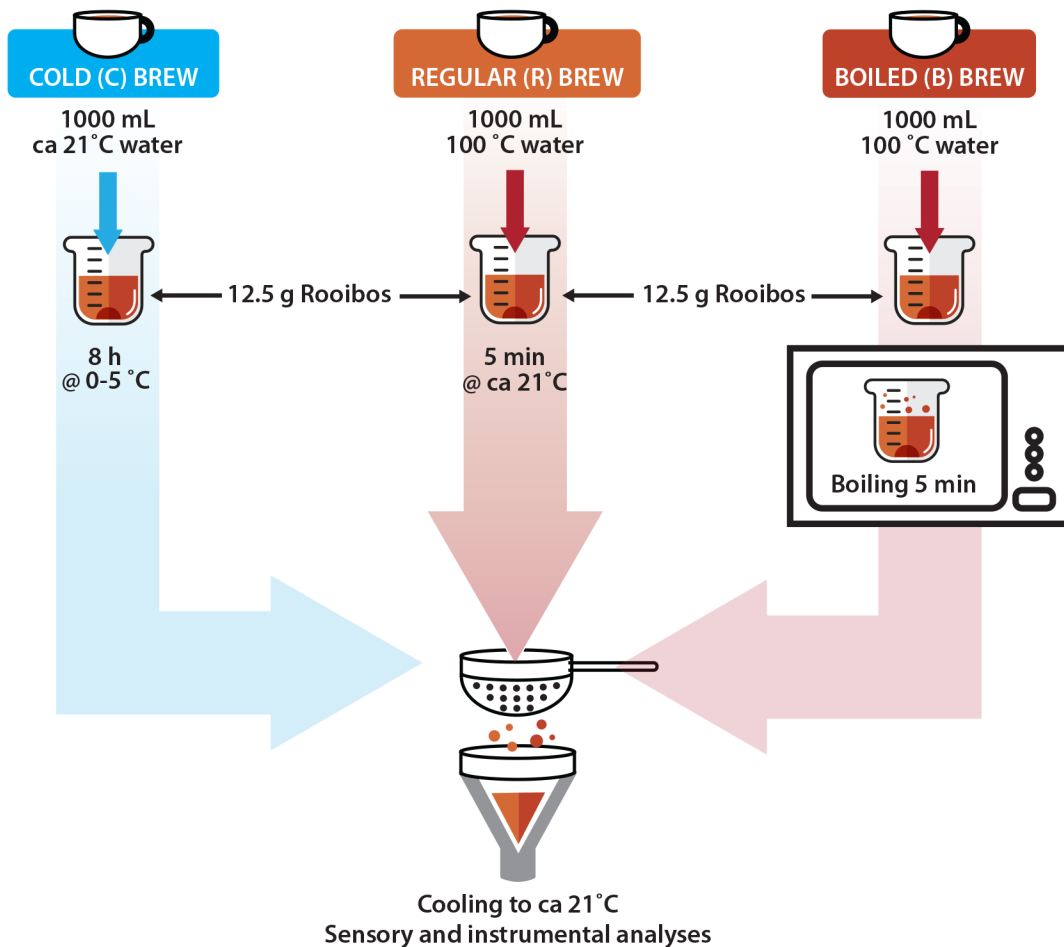 COLD (C) BREW
1000 mL
ca 21˚C water
REGULAR (R) BREW
1000 mL
100 ˚C water
BOILED (B) BREW
1000 mL
100 ˚C water
12.5 g Rooibos
12.5 g Rooibos
8 h
@ 0-5 ˚C
5 min
@ ca 21˚C
Boiling 5 min
Cooling to ca 21˚C
Sensory and instrumental analyses